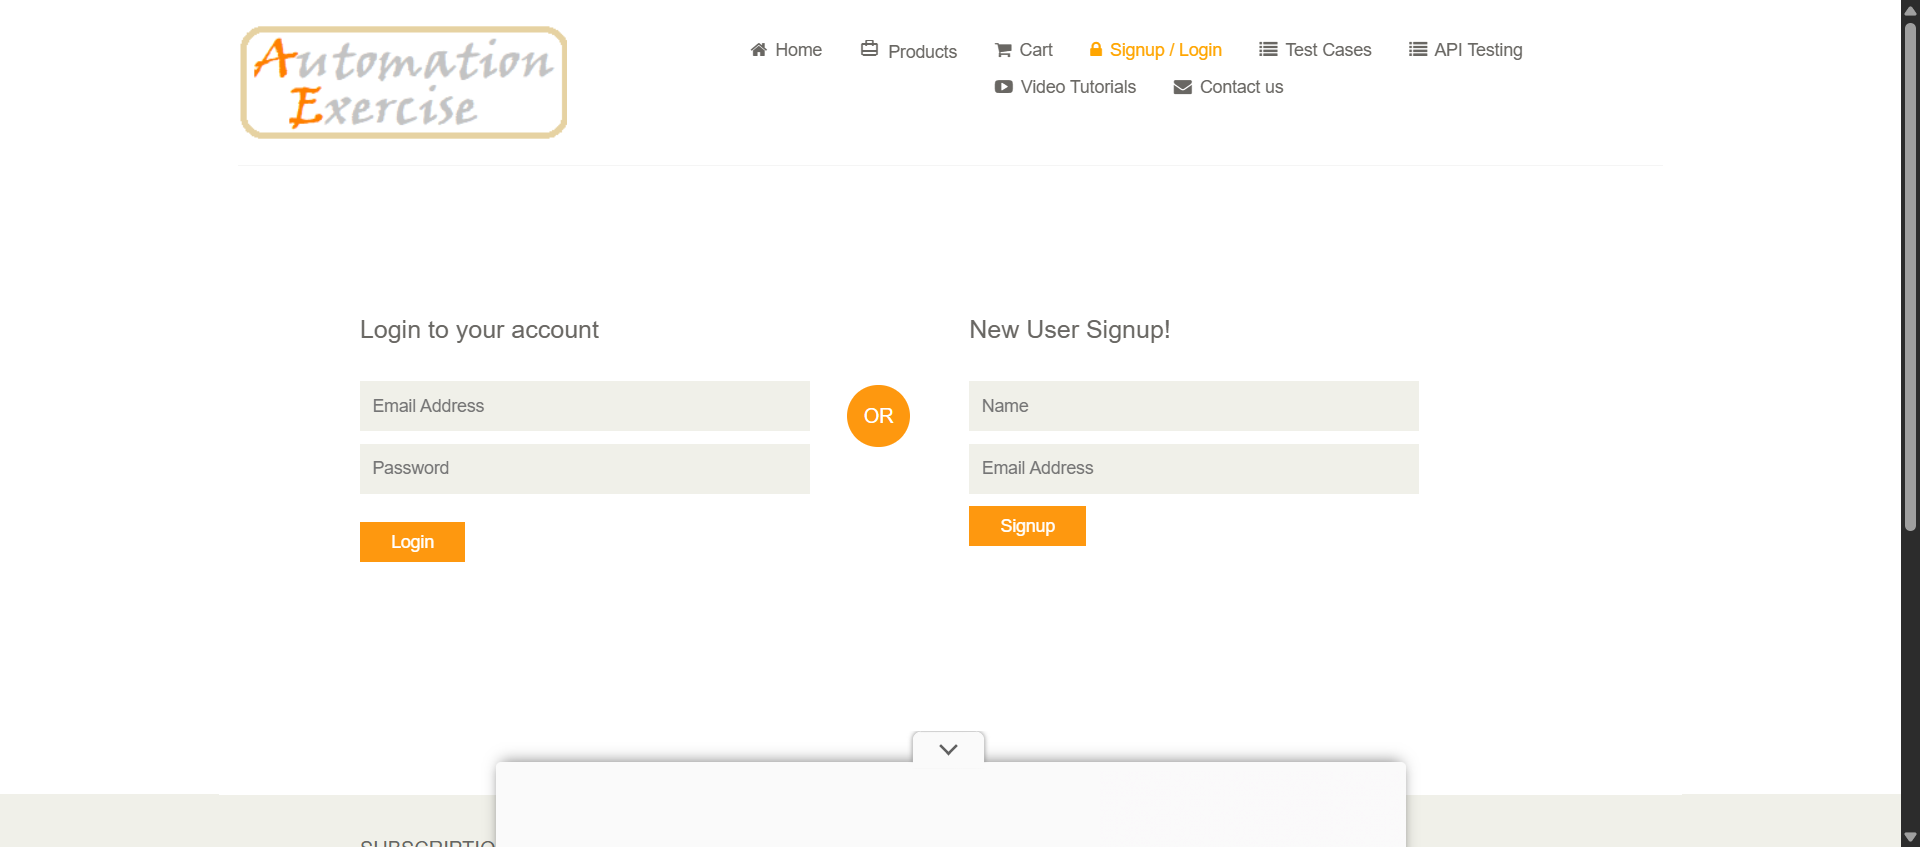 Automation
Exercise
Home Products Cart Signup / Login Test Cases API Testing
Video Tutorials Contact us
Login to your account
Email Address
Password
Login
OR
New User Signup!
Name
Email Address
Signup
SUBSCRIPTIO